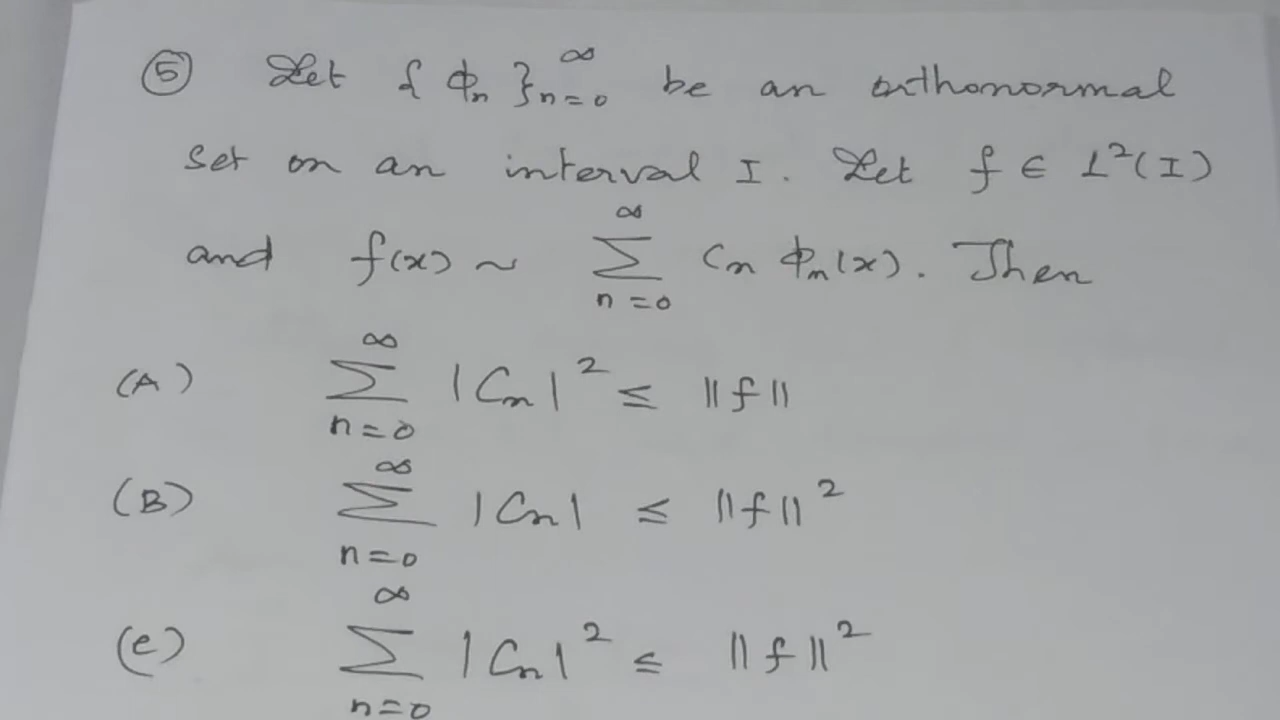 ⑤ Let { Φₙ }ₙ₌₀^∞ be an orthonormal
set on an interval I. Let f ∈ L²(I)
and f(x) ~ ∑ₙ₌₀^∞ Cₙ Φₙ(x). Then
(A) ∑ₙ₌₀^∞ |Cₙ|² ≤ ||f||
(B) ∑ₙ₌₀^∞ |Cₙ| ≤ ||f||²
(C) ∑ₙ₌₀^∞ |Cₙ|² ≤ ||f||²